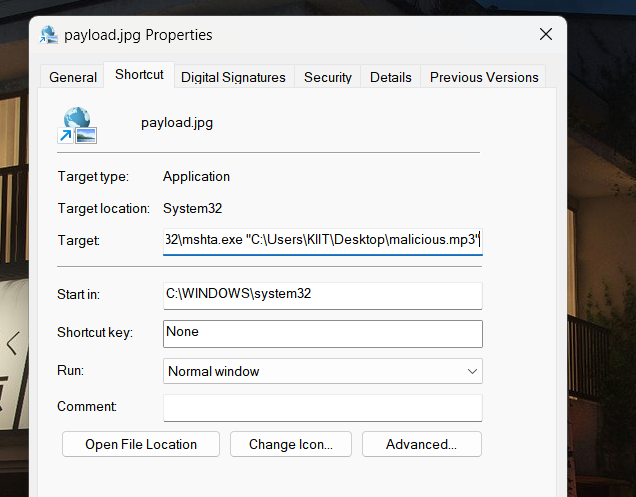 payload.jpg Properties
General Shortcut Digital Signatures Security Details Previous Versions
payload.jpg
Target type: Application
Target location: System32
Target: 32\mshta.exe "C:\Users\KIIT\Desktop\malicious.mp3"
Start in: C:\WINDOWS\system32
Shortcut key: None
Run: Normal window
Comment:
Open File Location Change Icon... Advanced...